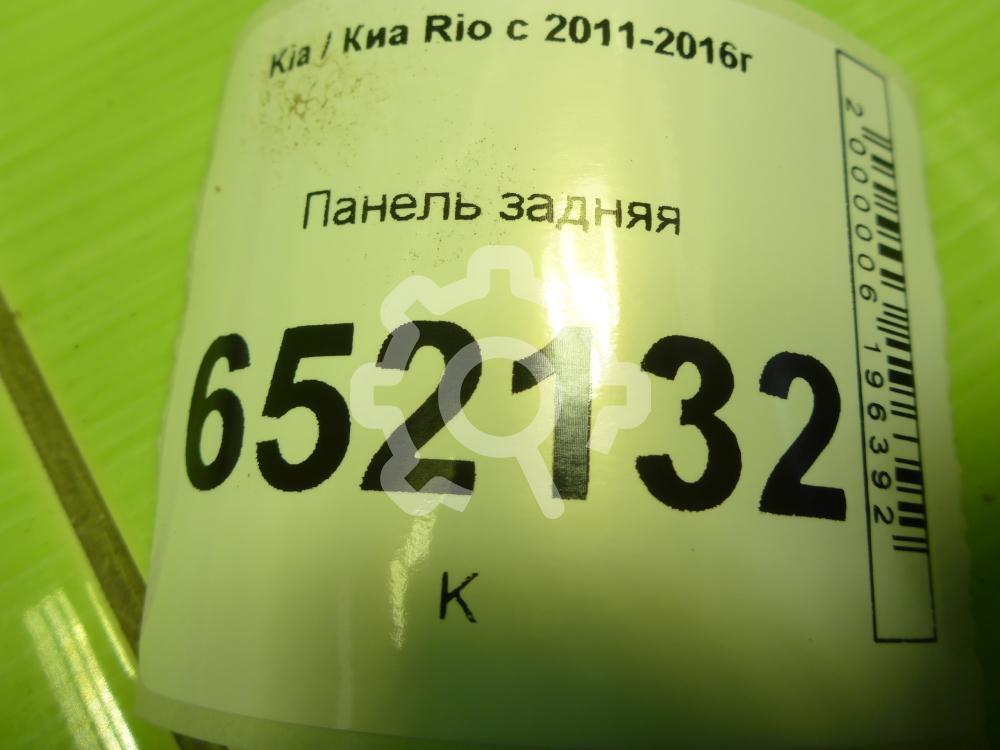 Kia / Киа Rio с 2011-2016г
Панель задняя
652132
К
2000006196392